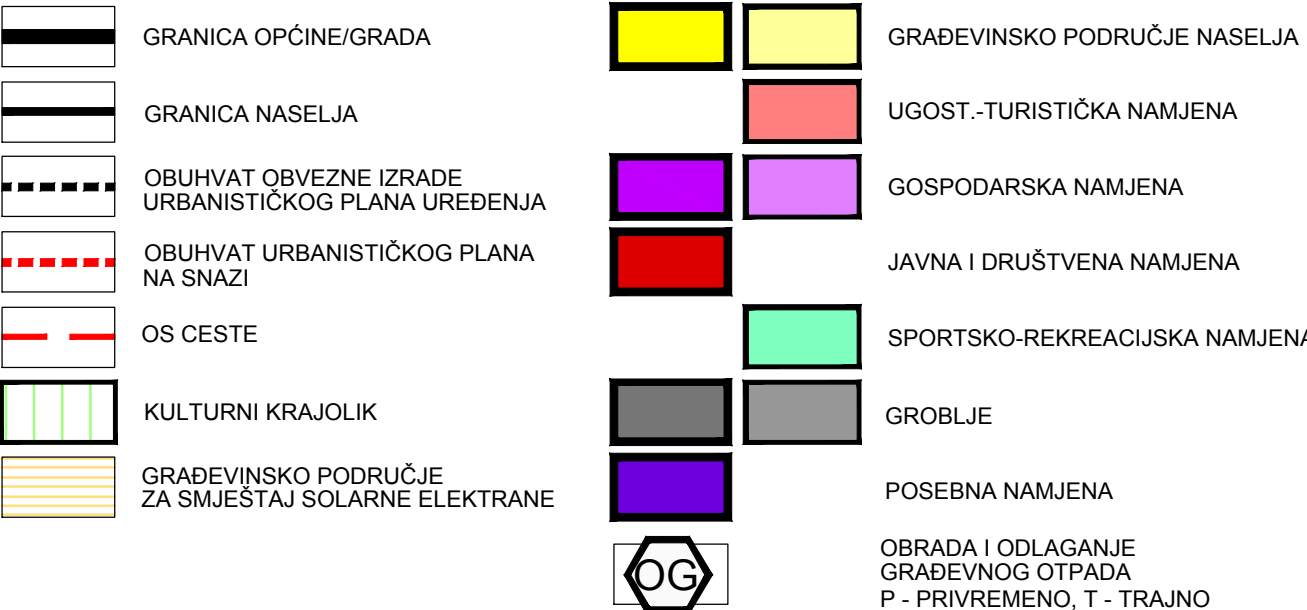 GRANICA OPĆINE/GRADA
GRANICA NASELJA
OBUHVAT OBVEZNE IZRADE
URBANISTIČKOG PLANA UREĐENJA
OBUHVAT URBANISTIČKOG PLANA
NA SNAZI
OS CESTE
KULTURNI KRAJOLIK
GRAĐEVINSKO PODRUČJE
ZA SMJEŠTAJ SOLARNE ELEKTRANE
GRAĐEVINSKO PODRUČJE NASELJA
UGOST.-TURISTIČKA NAMJENA
GOSPODARSKA NAMJENA
JAVNA I DRUŠTVENA NAMJENA
SPORTSKO-REKREACIJSKA NAMJENA
GROBLJE
POSEBNA NAMJENA
OG
OBRADA I ODLAGANJE
GRAĐEVNOG OTPADA
P - PRIVREMENO, T - TRAJNO